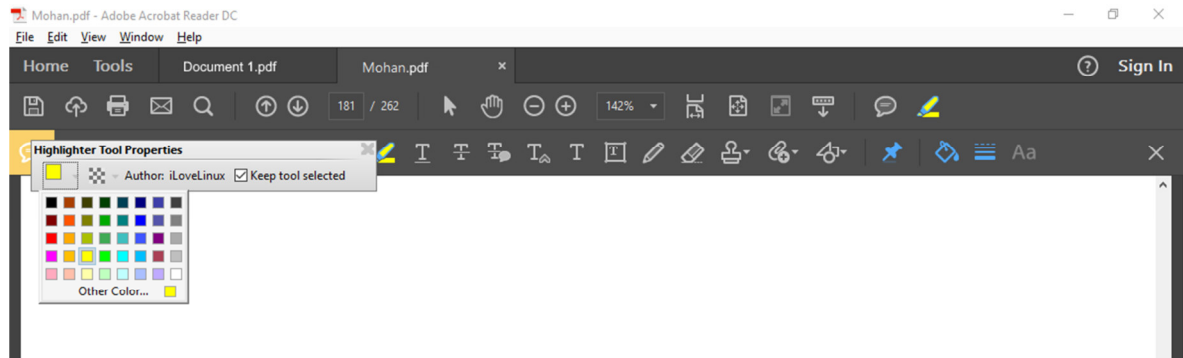 Mohan.pdf - Adobe Acrobat Reader DC
File Edit View Window Help
Home Tools Document 1.pdf Mohan.pdf × ? Sign In
181 / 262 142%
Highlighter Tool Properties
T T T T T T Aa
Author: iLoveLinux Keep tool selected
Other Color...